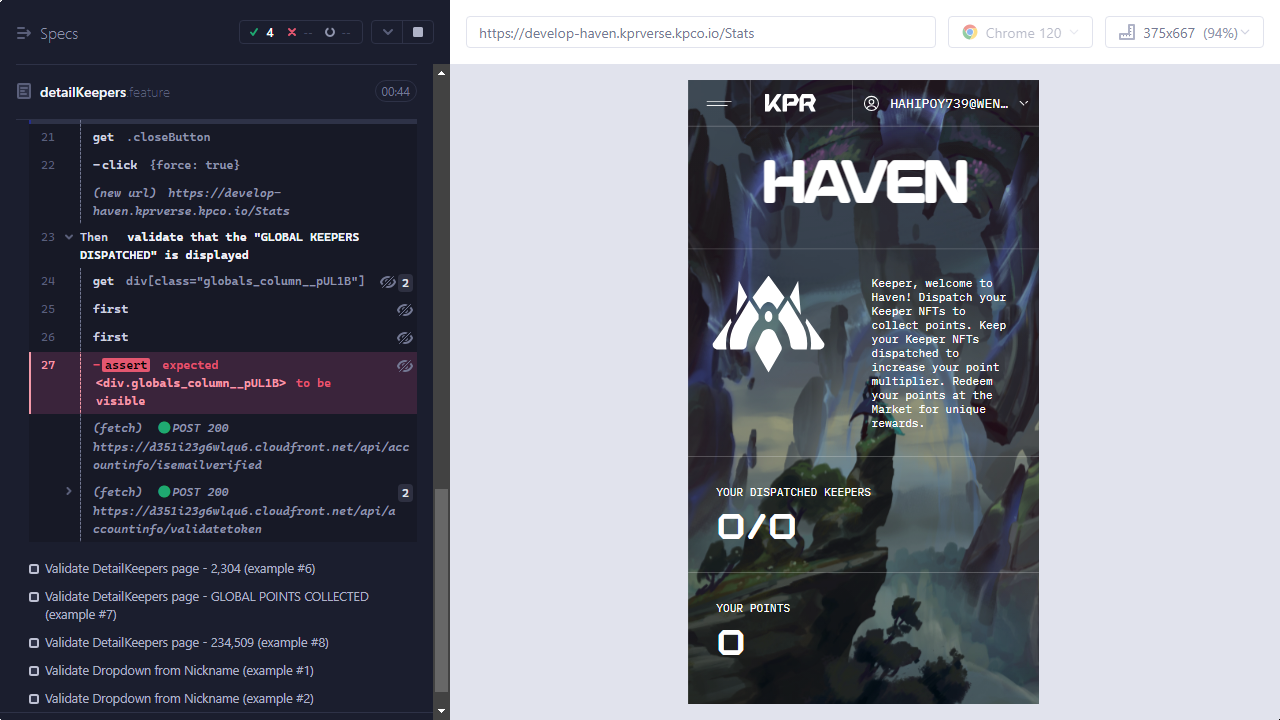 Specs
4
--
--
https://develop-haven.kprverse.kpco.io/Stats
Chrome 120
375x667 (94%)
detailKeepers.feature
00:44
21 get .closeButton
22 -click {force: true}
(new url) https://develop-
haven.kprverse.kpco.io/Stats
23 Then validate that the "GLOBAL KEEPERS
DISPATCHED" is displayed
24 get div[class="globals_column__pUL1B"] 2
25 first
26 first
27 -assert expected
<div.globals_column__pUL1B> to be
visible
(fetch) POST 200
https://d351i23g6wlqu6.cloudfront.net/api/acc
ountinfo/isemailverified
(fetch) POST 200 2
https://d351i23g6wlqu6.cloudfront.net/api/a
ccountinfo/validatetoken
Validate DetailKeepers page - 2,304 (example #6)
Validate DetailKeepers page - GLOBAL POINTS COLLECTED
(example #7)
Validate DetailKeepers page - 234,509 (example #8)
Validate Dropdown from Nickname (example #1)
Validate Dropdown from Nickname (example #2)
KPR
HAHIPOY739@WEN…
HAVEN
Keeper, welcome to
Haven! Dispatch your
Keeper NFTs to
collect points. Keep
your Keeper NFTs
dispatched to
increase your point
multiplier. Redeem
your points at the
Market for unique
rewards.
YOUR DISPATCHED KEEPERS
0/0
YOUR POINTS
0